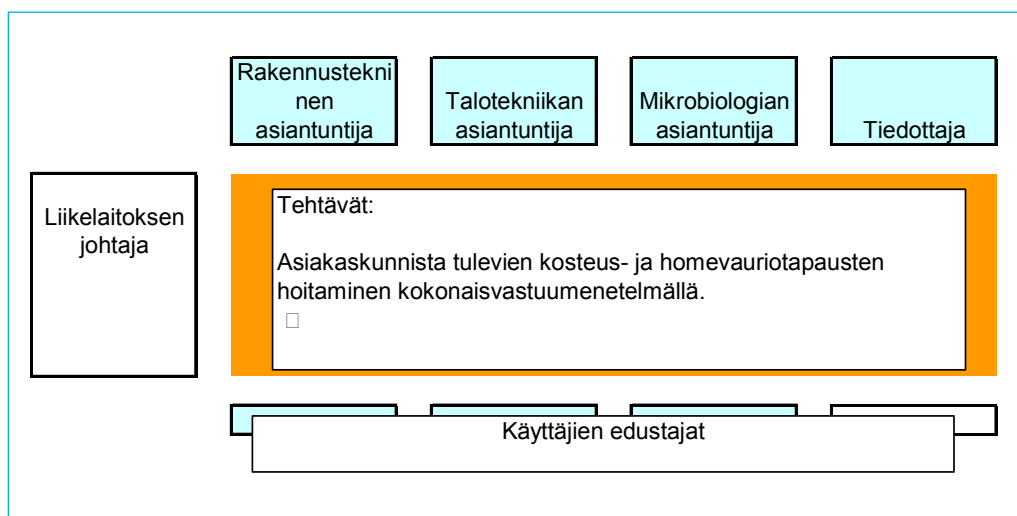 Rakennustekni
nen
asiantuntija
Talotekniikan
asiantuntija
Mikrobiologian
asiantuntija
Tiedottaja
Liikelaitoksen
johtaja
Tehtävät:
Asiakaskunnista tulevien kosteus- ja homevauriotapausten
hoitaminen kokonaisvastuumenetelmällä.
Käyttäjien edustajat